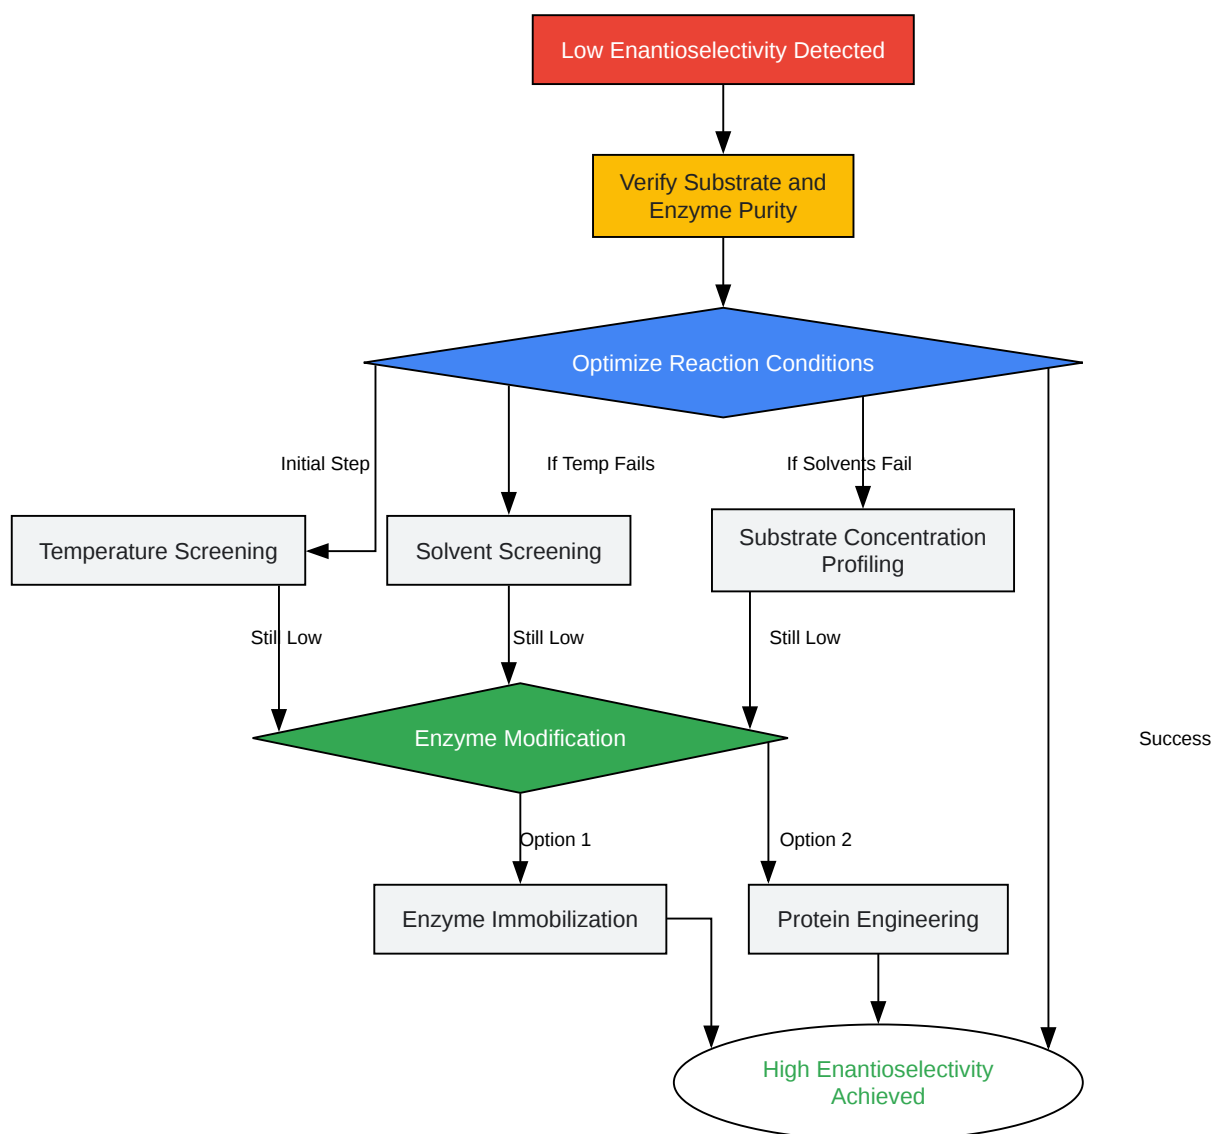 Low Enantioselectivity Detected
Verify Substrate and
Enzyme Purity
Optimize Reaction Conditions
Initial Step
If Temp Fails
If Solvents Fail
Temperature Screening
Solvent Screening
Substrate Concentration
Profiling
Still Low
Still Low
Still Low
Enzyme Modification
Success
Option 1
Option 2
Enzyme Immobilization
Protein Engineering
High Enantioselectivity
Achieved